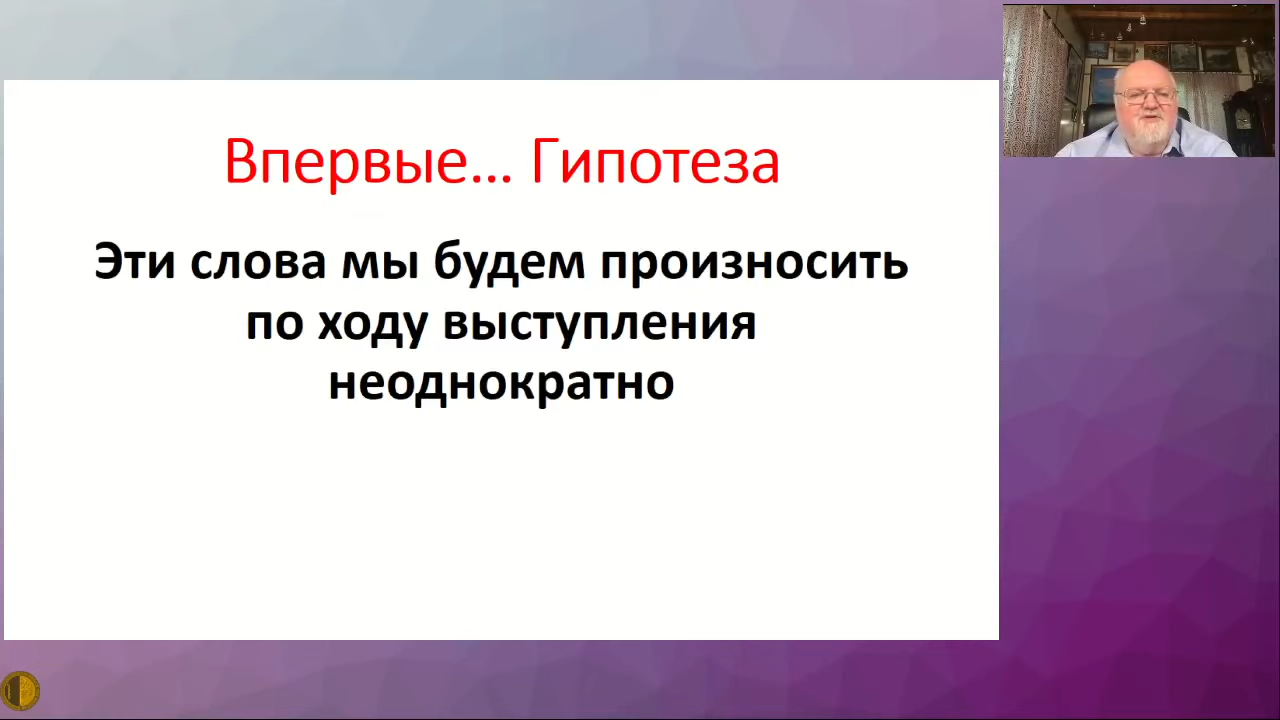 Впервые... Гипотеза
Эти слова мы будем произносить
по ходу выступления
неоднократно